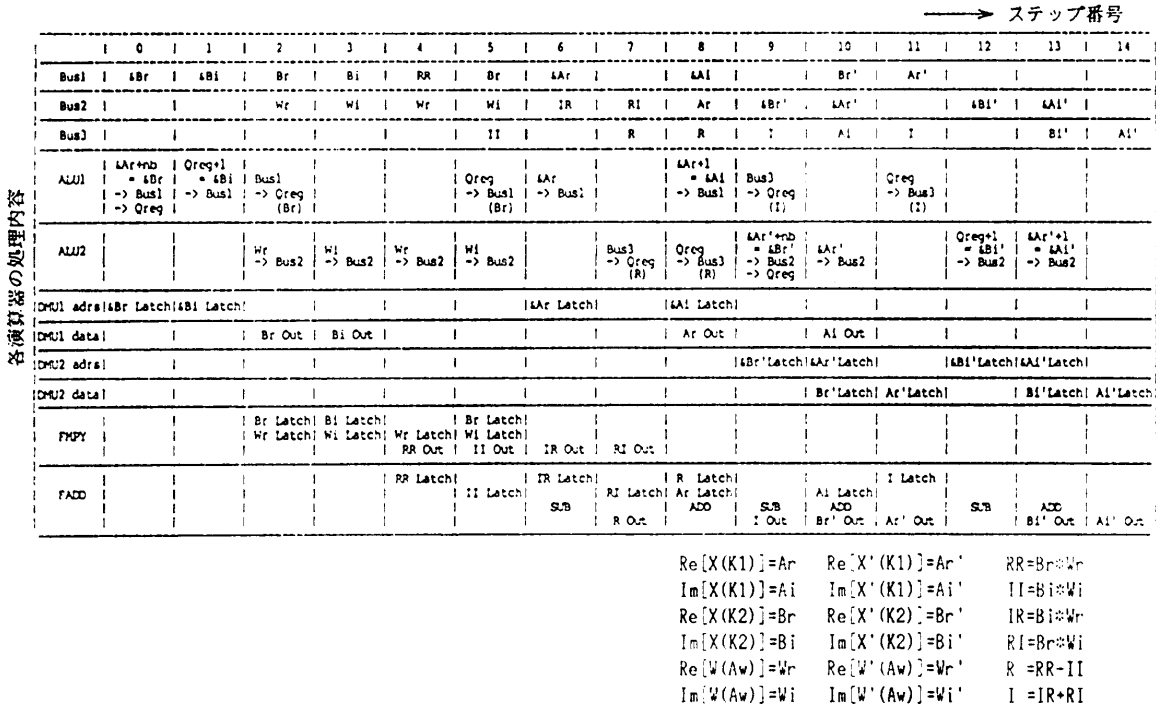 → ステップ番号
0 1 2 3 4 5 6 7 8 9 10 11 12 13 14
Bus1 &Br &Bi Br Bi RR Br &Ar &Ai Br' Ar'
Bus2 Wr Wi Wr Wi IR RI Ar &Br' &Ar' &Bi' &Ai'
Bus3 II R R I Ai I Bi' Ai'
各演算器の処理内容
&Ar+nb Qreg+1 &Ar+1
ALU1 = &Br = &Bi Bus1 Qreg &Ar = &Ai Bus3 Qreg
-> Bus1 -> Bus1 -> Qreg -> Bus1 -> Bus1 -> Bus1 -> Qreg -> Bus3
-> Qreg (Br) (Br) (I) (I)
&Ar'+nb Qreg+1 &Ar'+1
ALU2 Wr Wi Wr Wi Bus3 Qreg = &Br' &Ar' = &Bi' = &Ai'
-> Bus2 -> Bus2 -> Bus2 -> Bus2 -> Qreg -> Bus3 -> Bus2 -> Bus2 -> Bus2 -> Bus2
(R) (R) -> Qreg
DMU1 adrs &Br Latch &Bi Latch &Ar Latch &Ai Latch
DMU1 data Br Out Bi Out Ar Out Ai Out
DMU2 adrs &Br'Latch &Ar'Latch &Bi'Latch &Ai'Latch
DMU2 data Br'Latch Ar'Latch Bi'Latch Ai'Latch
Br Latch Bi Latch Br Latch
FMPY Wr Latch Wi Latch Wr Latch Wi Latch
RR Out II Out IR Out RI Out
RR Latch IR Latch R Latch I Latch
FADD II Latch RI Latch Ar Latch Ai Latch
SUB ADD SUB ADD SUB ADD
R Out I Out Br' Out Ar' Out Bi' Out Ai' Out
Re[X(K1)]=Ar Re[X'(K1)]=Ar' RR=Br*Wr
Im[X(K1)]=Ai Im[X'(K1)]=Ai' II=Bi*Wi
Re[X(K2)]=Br Re[X'(K2)]=Br' IR=Bi*Wr
Im[X(K2)]=Bi Im[X'(K2)]=Bi' RI=Br*Wi
Re[W(Aw)]=Wr Re[W'(Aw)]=Wr' R =RR-II
Im[W(Aw)]=Wi Im[W'(Aw)]=Wi' I =IR+RI